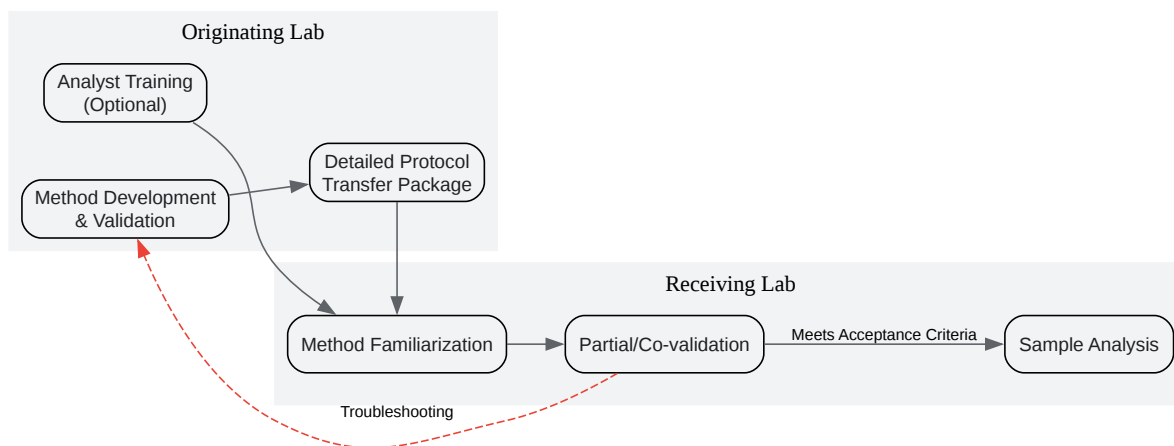 Originating Lab
Analyst Training
(Optional)
Detailed Protocol
Transfer Package
Method Development
& Validation
Receiving Lab
Method Familiarization
Partial/Co-validation
Meets Acceptance Criteria
Sample Analysis
Troubleshooting